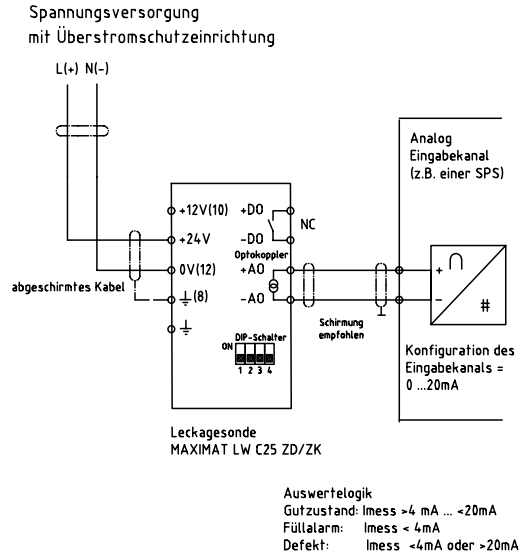 Spannungsversorgung
mit Überstromschutzeinrichtung
L(+) N(-)
Analog
Eingabekanal
(z.B. einer SPS)
+12V(10) +DO
NC
+24V -DO
Optokoppler
0V(12) +AO
+ ∩
abgeschirmtes Kabel
(8) -AO
- #
Schirmung
empfohlen
DIP-Schalter
ON
1 2 3 4
Konfiguration des
Eingabekanals =
0 ...20mA
Leckagesonde
MAXIMAT LW C25 ZD/ZK
Auswertelogik
Gutzustand: Imess >4 mA ... <20mA
Füllalarm: Imess < 4mA
Defekt: Imess <4mA oder >20mA